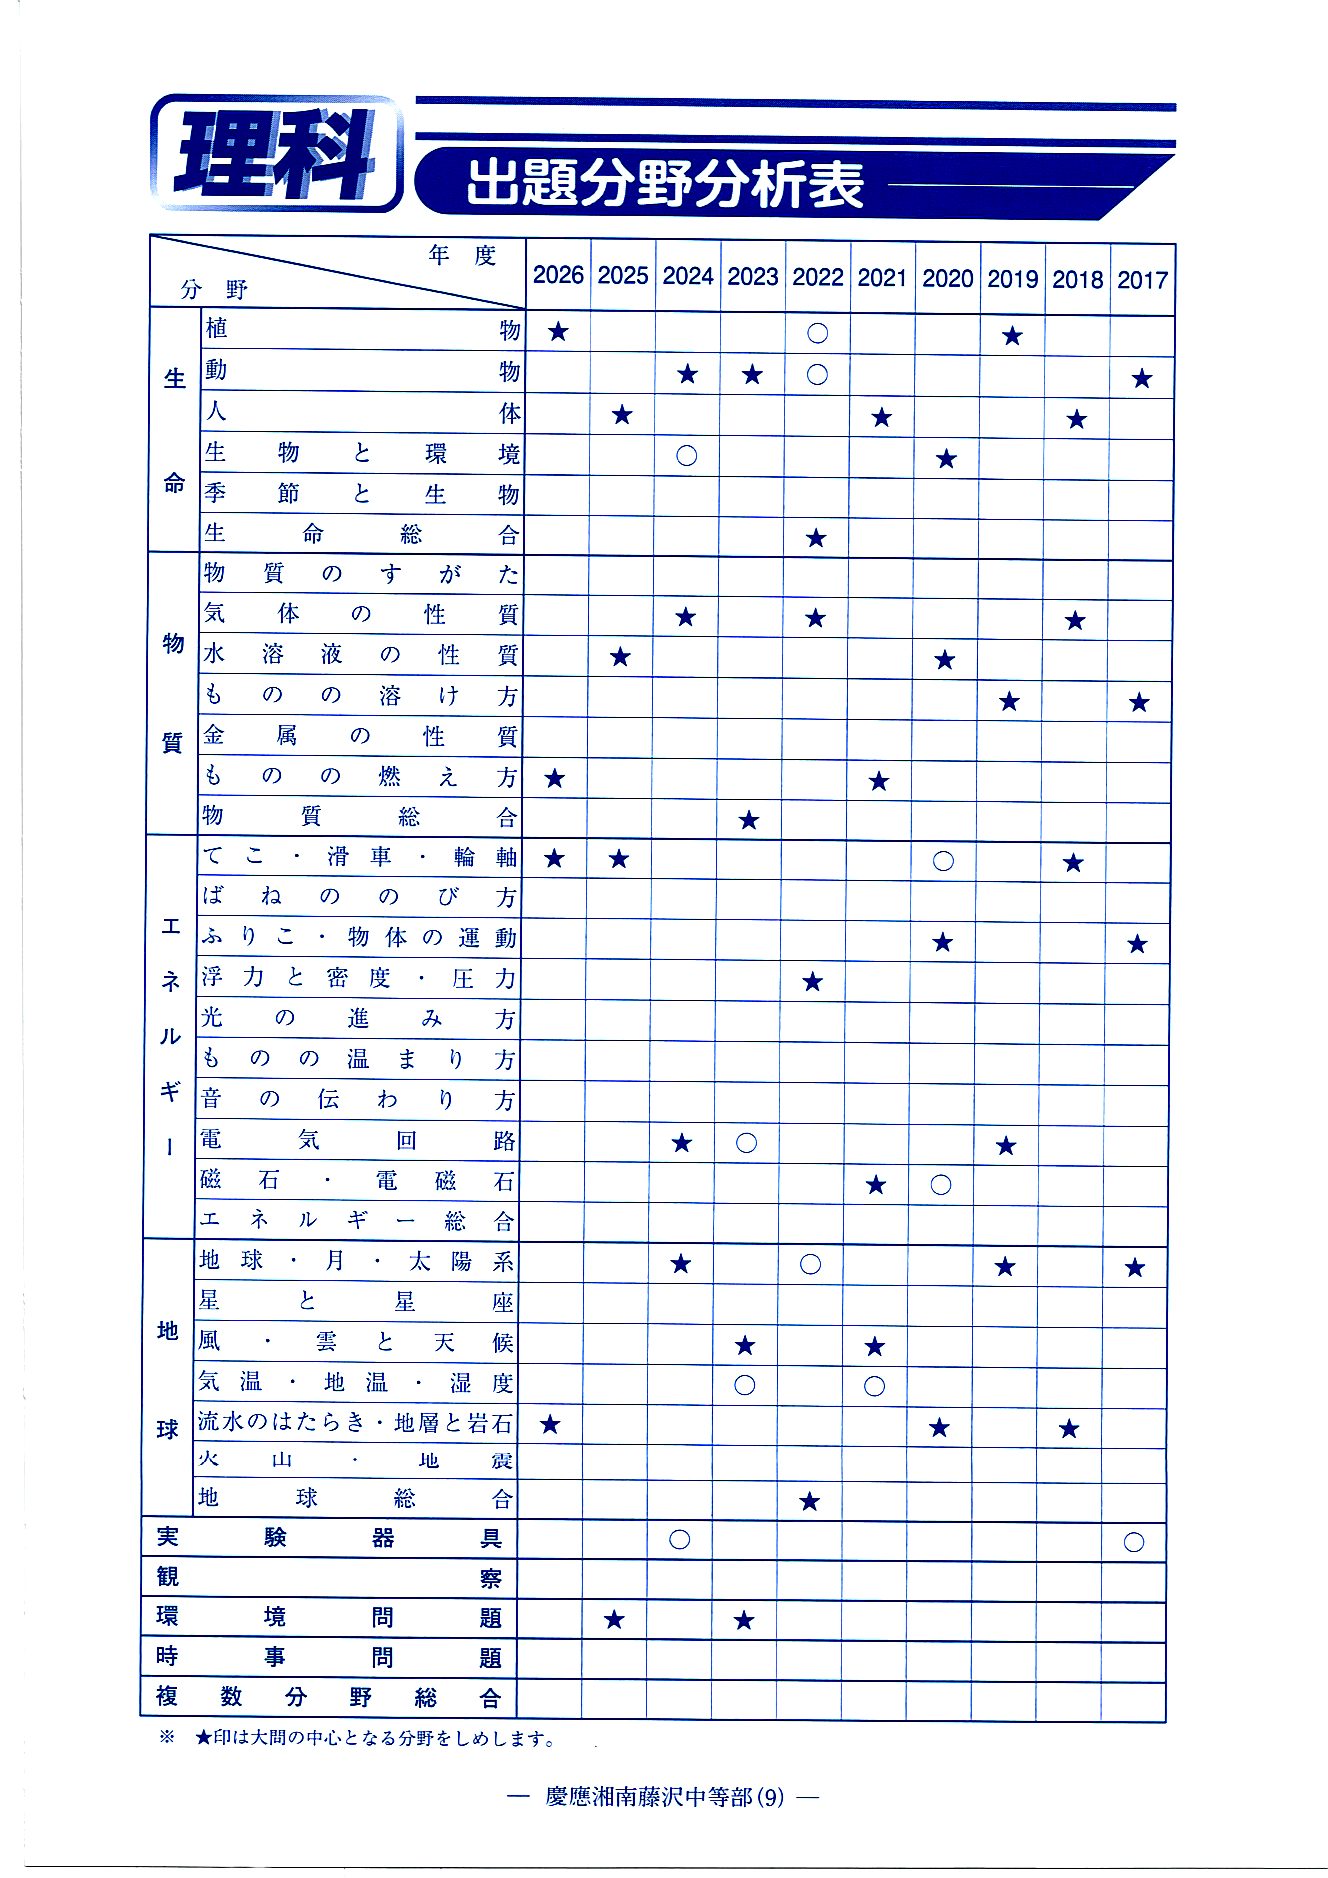 理科
出題分野分析表
年度
分野
2026 2025 2024 2023 2022 2021 2020 2019 2018 2017
生命
植物 ★ ○ ★
動物 ★ ★ ○ ★
人体 ★ ★ ★
生物と環境 ○ ★
季節と生物
生命総合 ★
物質
物質のすがた
気体の性質 ★ ★ ★
水溶液の性質 ★ ★
ものの溶け方 ★ ★
金属の性質
ものの燃え方 ★ ★
物質総合 ★
エネルギー
てこ・滑車・輪軸 ★ ★ ○ ★
ばねののび方
ふりこ・物体の運動 ★ ★
浮力と密度・圧力 ★
光の進み方
ものの温まり方
音の伝わり方
電気回路 ★ ○ ★
磁石・電磁石 ★ ○
エネルギー総合
地球
地球・月・太陽系 ★ ○ ★ ★
星と星座
風・雲と天候 ★ ★
気温・地温・湿度 ○ ○
流水のはたらき・地層と岩石 ★ ★ ★
火山・地震
地球総合 ★
実験器具 ○ ○
観察
環境問題 ★ ★
時事問題
複数分野総合
※ ★印は大問の中心となる分野をしめします。
— 慶應湘南藤沢中等部(9) —